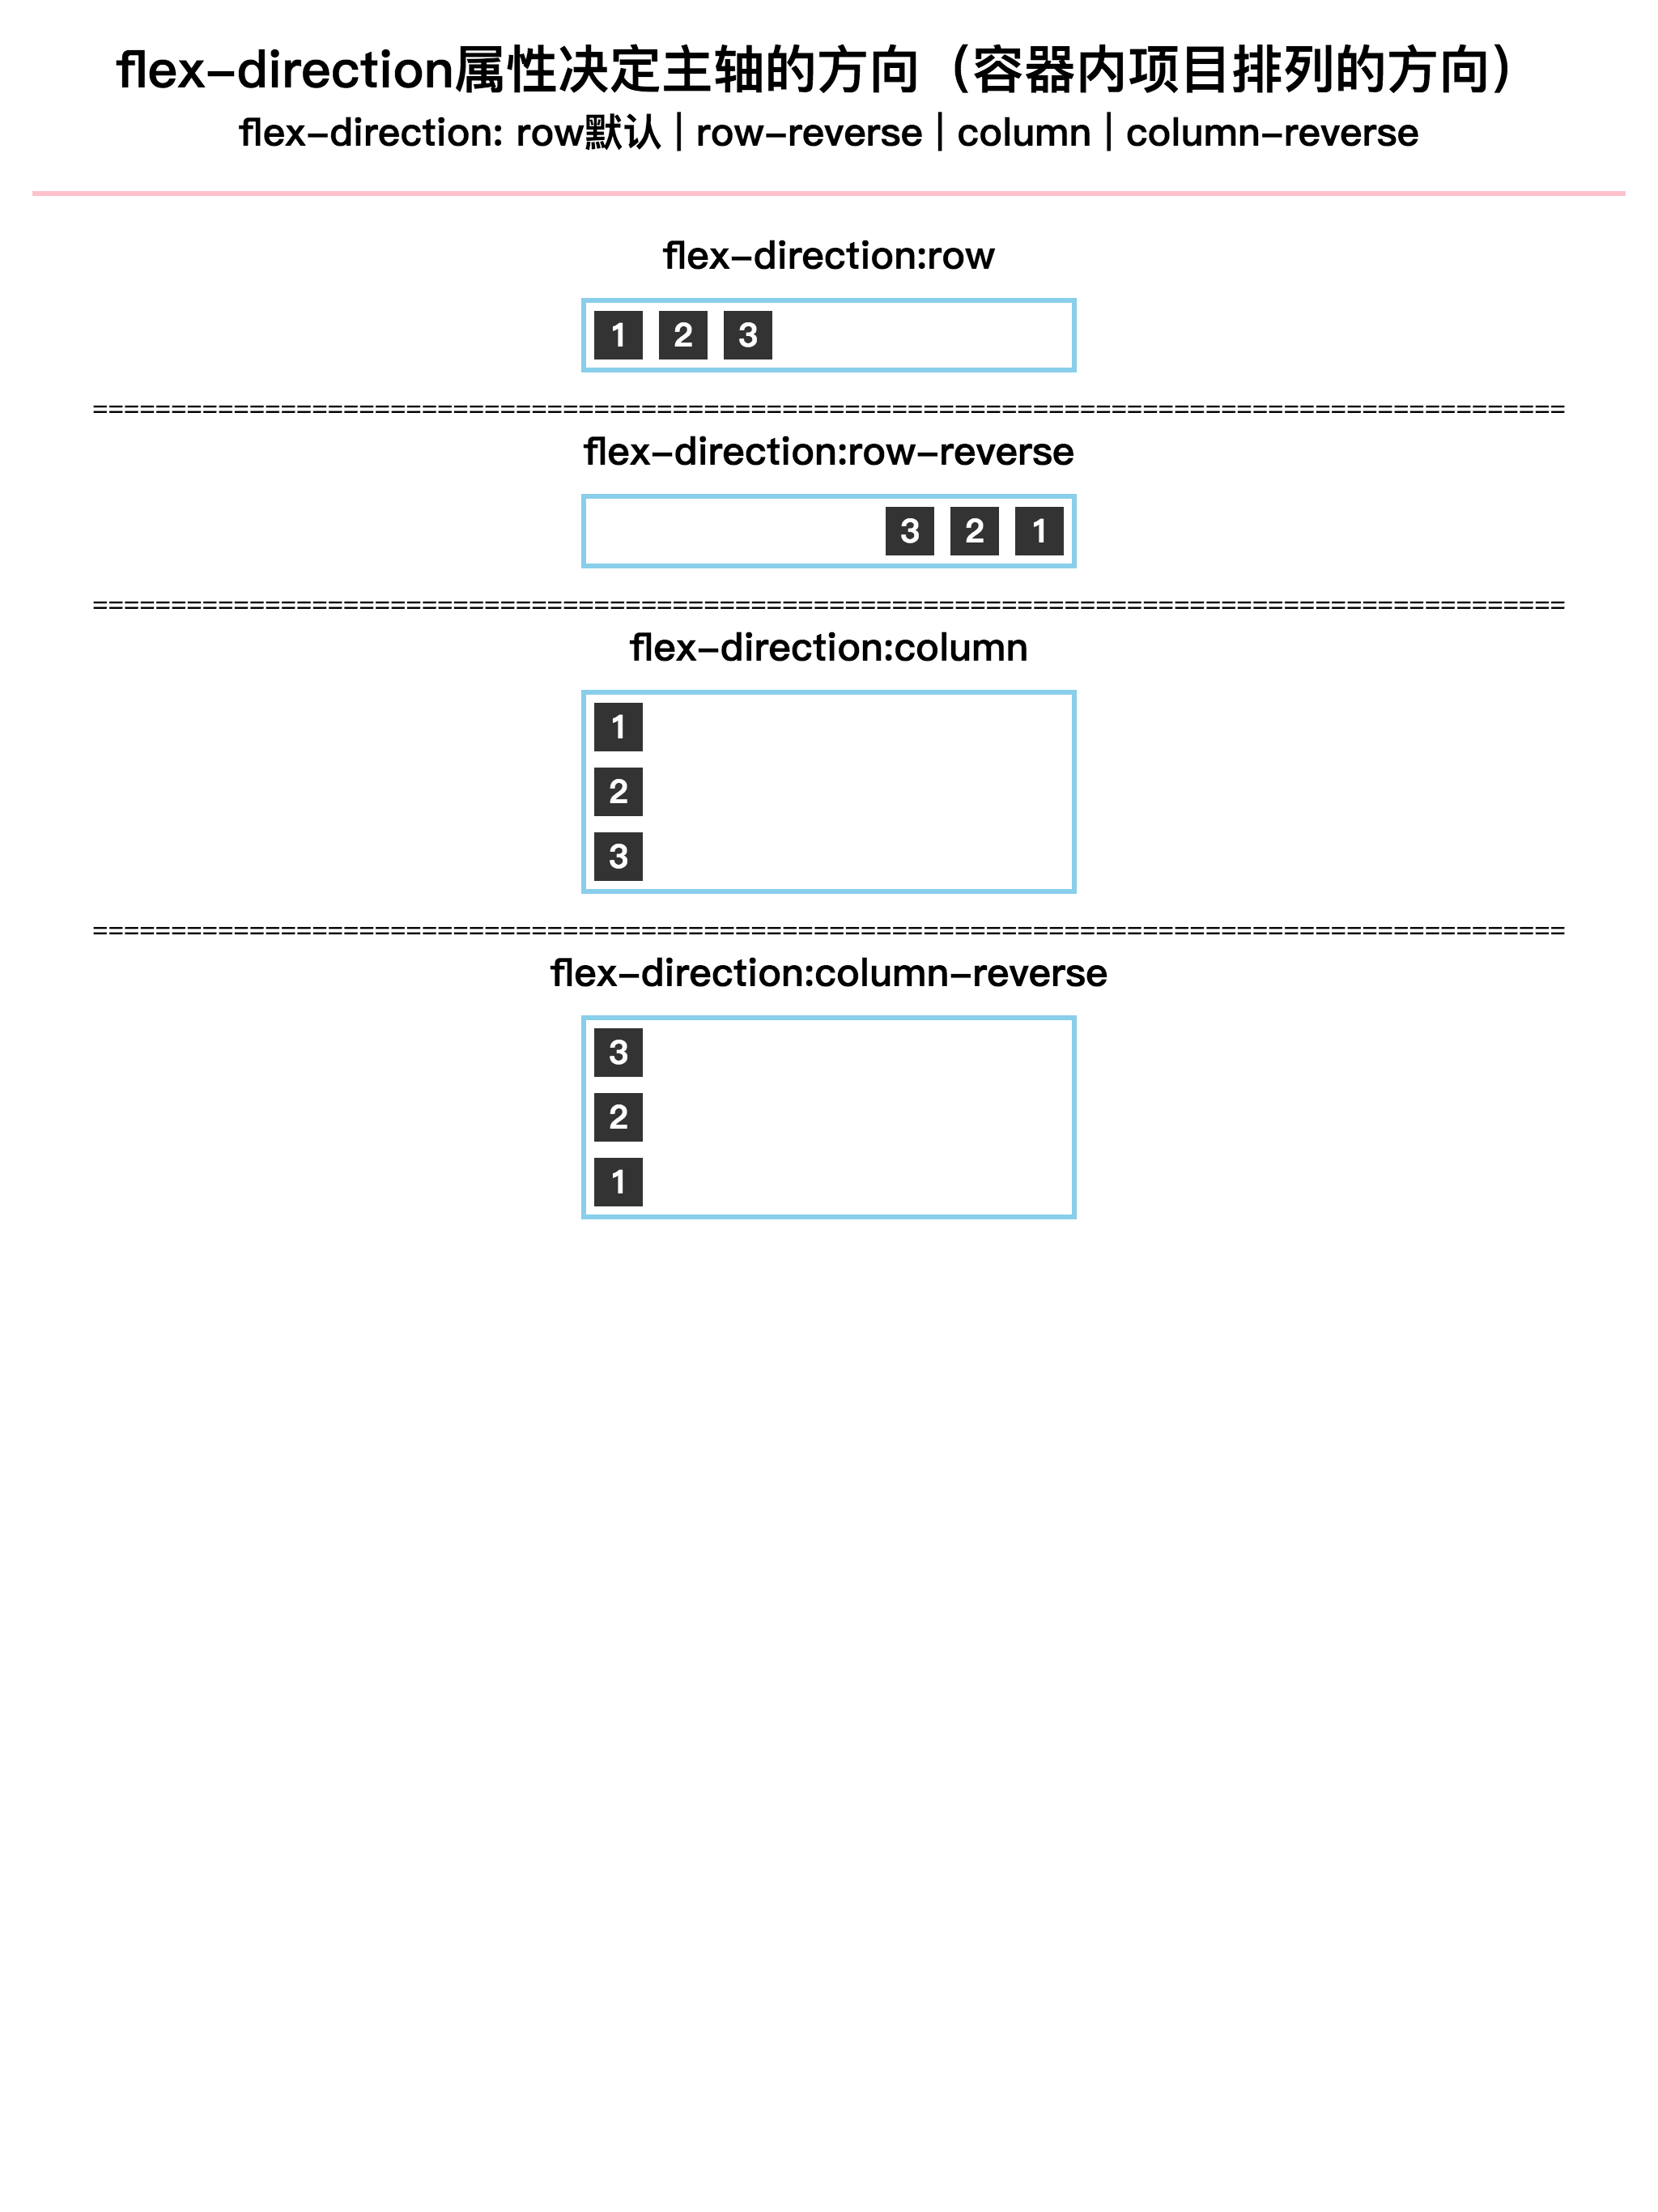 flex-direction属性决定主轴的方向（容器内项目排列的方向）
flex-direction: row默认 | row-reverse | column | column-reverse
flex-direction:row
1 2 3
==============================================================================================
flex-direction:row-reverse
3 2 1
==============================================================================================
flex-direction:column
1
2
3
==============================================================================================
flex-direction:column-reverse
3
2
1